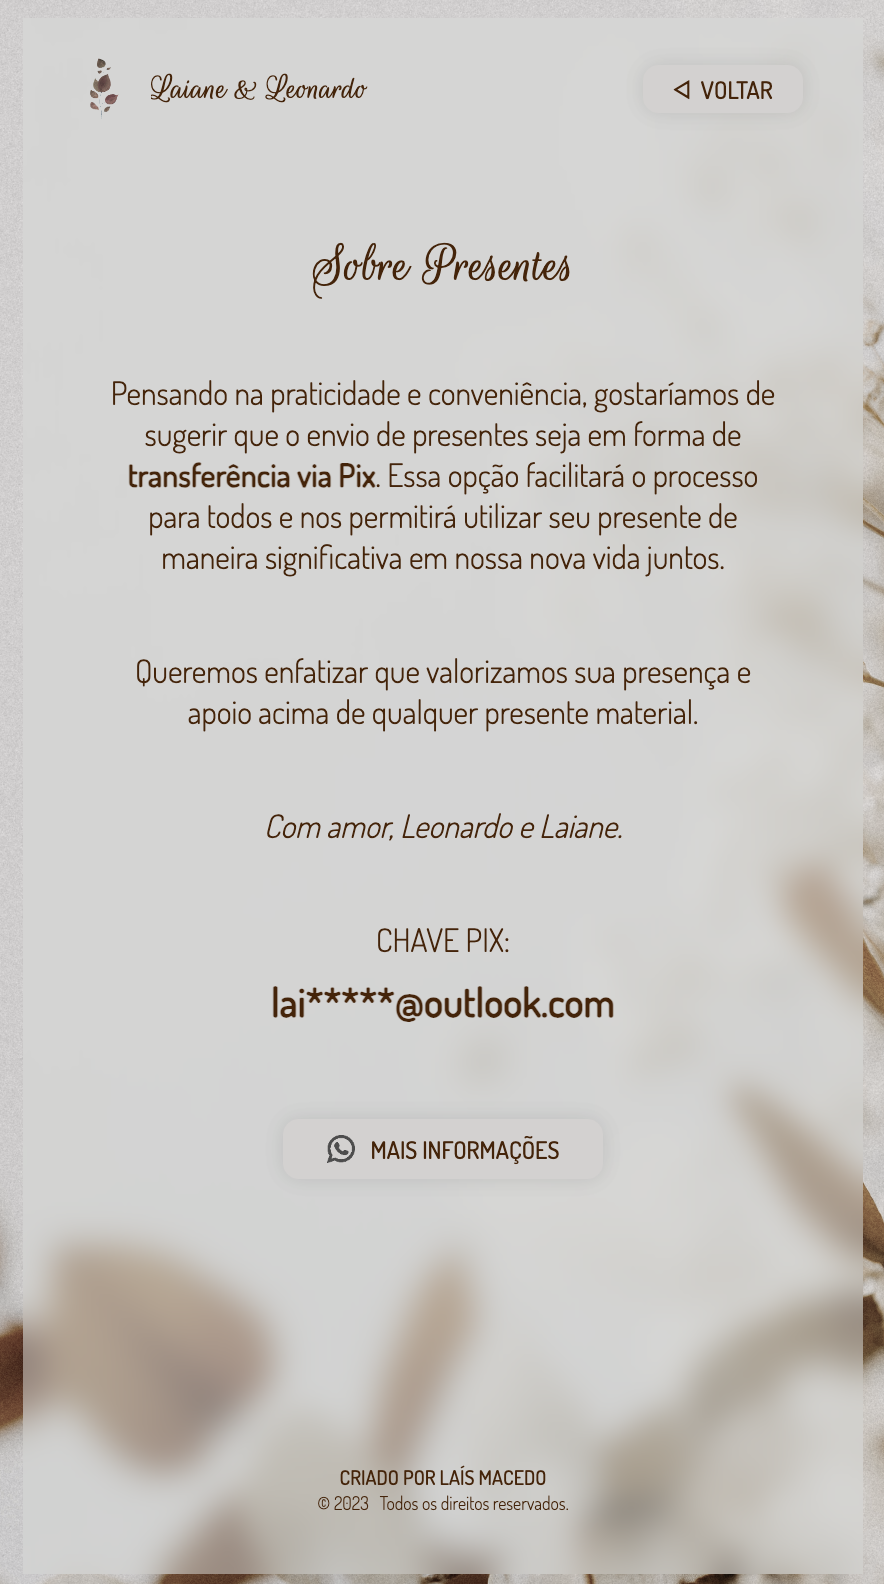 Laiane & Leonardo
VOLTAR
Sobre Presentes
Pensando na praticidade e conveniência, gostaríamos de
sugerir que o envio de presentes seja em forma de
transferência via Pix. Essa opção facilitará o processo
para todos e nos permitirá utilizar seu presente de
maneira significativa em nossa nova vida juntos.
Queremos enfatizar que valorizamos sua presença e
apoio acima de qualquer presente material.
Com amor, Leonardo e Laiane.
CHAVE PIX:
lai*****@outlook.com
MAIS INFORMAÇÕES
CRIADO POR LAÍS MACEDO
© 2023 Todos os direitos reservados.